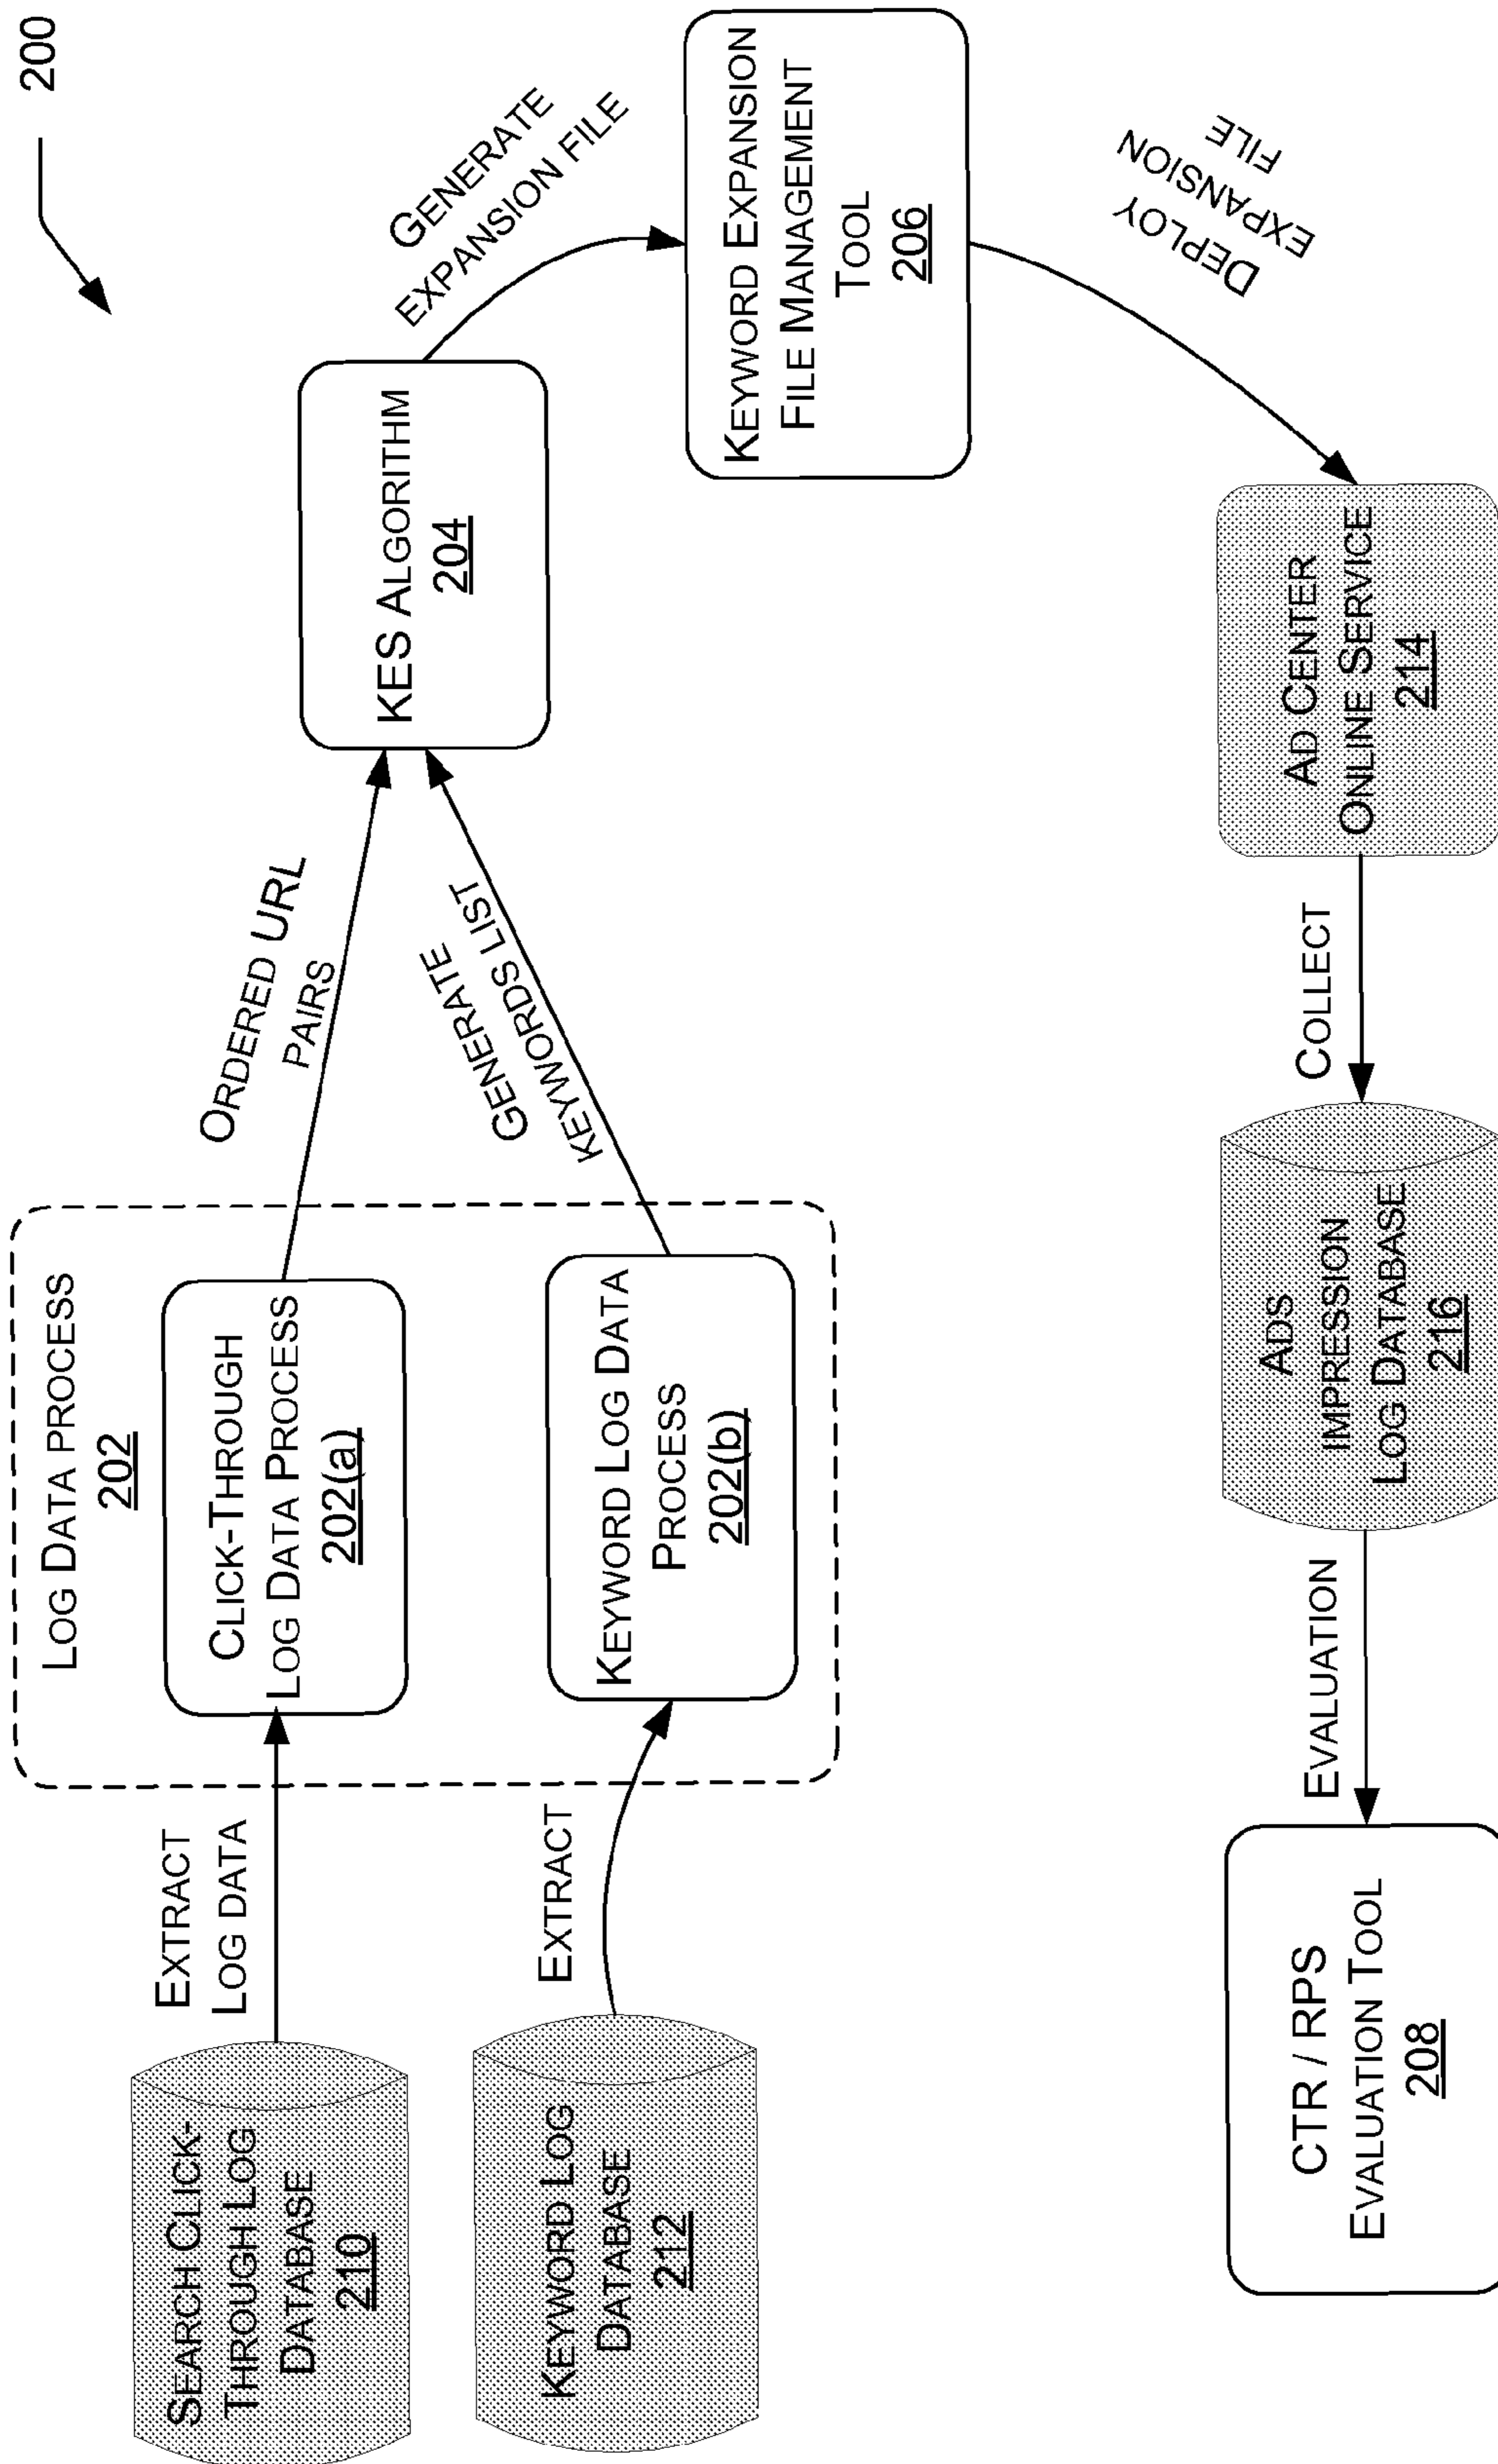 200
LOG DATA PROCESS
202
SEARCH CLICK-
THROUGH LOG
DATABASE
210
EXTRACT
LOG DATA
CLICK-THROUGH
LOG DATA PROCESS
202(a)
ORDERED URL
PAIRS
KEYWORD LOG
DATABASE
212
EXTRACT
KEYWORD LOG DATA
PROCESS
202(b)
GENERATE
KEYWORDS LIST
KES ALGORITHM
204
GENERATE
EXPANSION FILE
KEYWORD EXPANSION
FILE MANAGEMENT
TOOL
206
DEPLOY
EXPANSION
FILE
AD CENTER
ONLINE SERVICE
214
COLLECT
ADS
IMPRESSION
LOG DATABASE
216
EVALUATION
CTR / RPS
EVALUATION TOOL
208